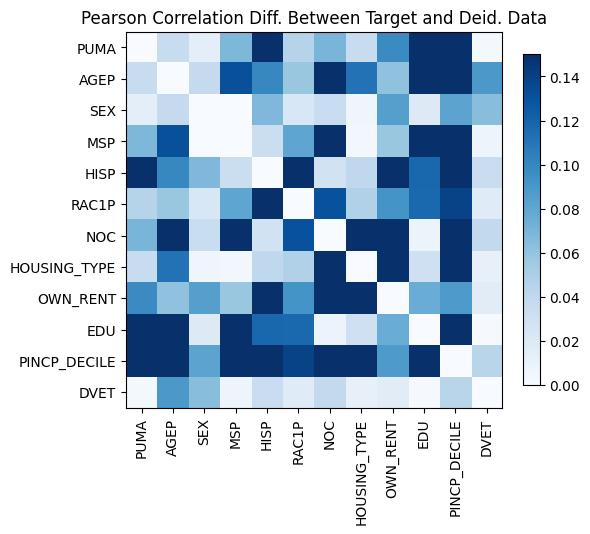 Pearson Correlation Diff. Between Target and Deid. Data
PUMA
AGEP
SEX
MSP
HISP
RAC1P
NOC
HOUSING_TYPE
OWN_RENT
EDU
PINCP_DECILE
DVET
0.14
0.12
0.10
0.08
0.06
0.04
0.02
0.00
PUMA
AGEP
SEX
MSP
HISP
RAC1P
NOC
HOUSING_TYPE
OWN_RENT
EDU
PINCP_DECILE
DVET